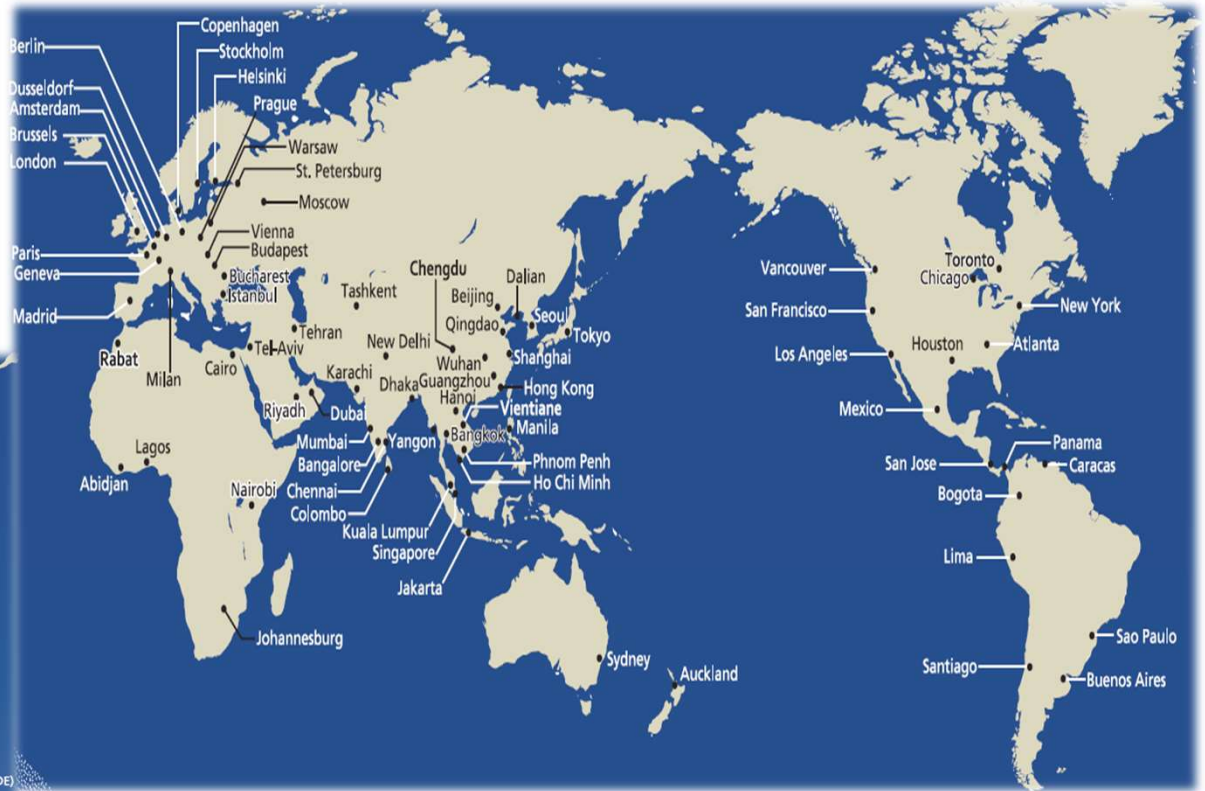 Copenhagen
Berlin
Stockholm
Helsinki
Dusseldorf
Prague
Amsterdam
Brussels
Warsaw
London
St. Petersburg
Moscow
Vienna
Paris
Budapest
Geneva
Bucharest
Istanbul
Madrid
Rabat
Milan
Cairo
Tel-Aviv
Tehran
Tashkent
Chengdu
Dalian
Beijing
Seoul
Qingdao
Tokyo
New Delhi
Shanghai
Wuhan
Karachi
Dhaka
Guangzhou
Hong Kong
Hanoi
Riyadh
Dubai
Vientiane
Manila
Mumbai
Yangon
Bangkok
Bangalore
Phnom Penh
Chennai
Ho Chi Minh
Colombo
Lagos
Abidjan
Nairobi
Kuala Lumpur
Singapore
Jakarta
Johannesburg
Sydney
Auckland
Vancouver
Toronto
Chicago
San Francisco
New York
Los Angeles
Houston
Atlanta
Mexico
Panama
San Jose
Caracas
Bogota
Lima
Sao Paulo
Santiago
Buenos Aires